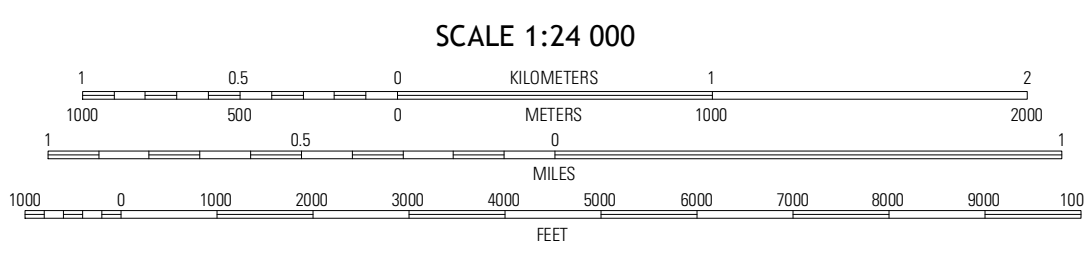 SCALE 1:24 000
1 0.5 0 KILOMETERS 1 2
1000 500 0 METERS 1000 2000
1 0.5 0 1
MILES
1000 0 1000 2000 3000 4000 5000 6000 7000 8000 9000 100
FEET